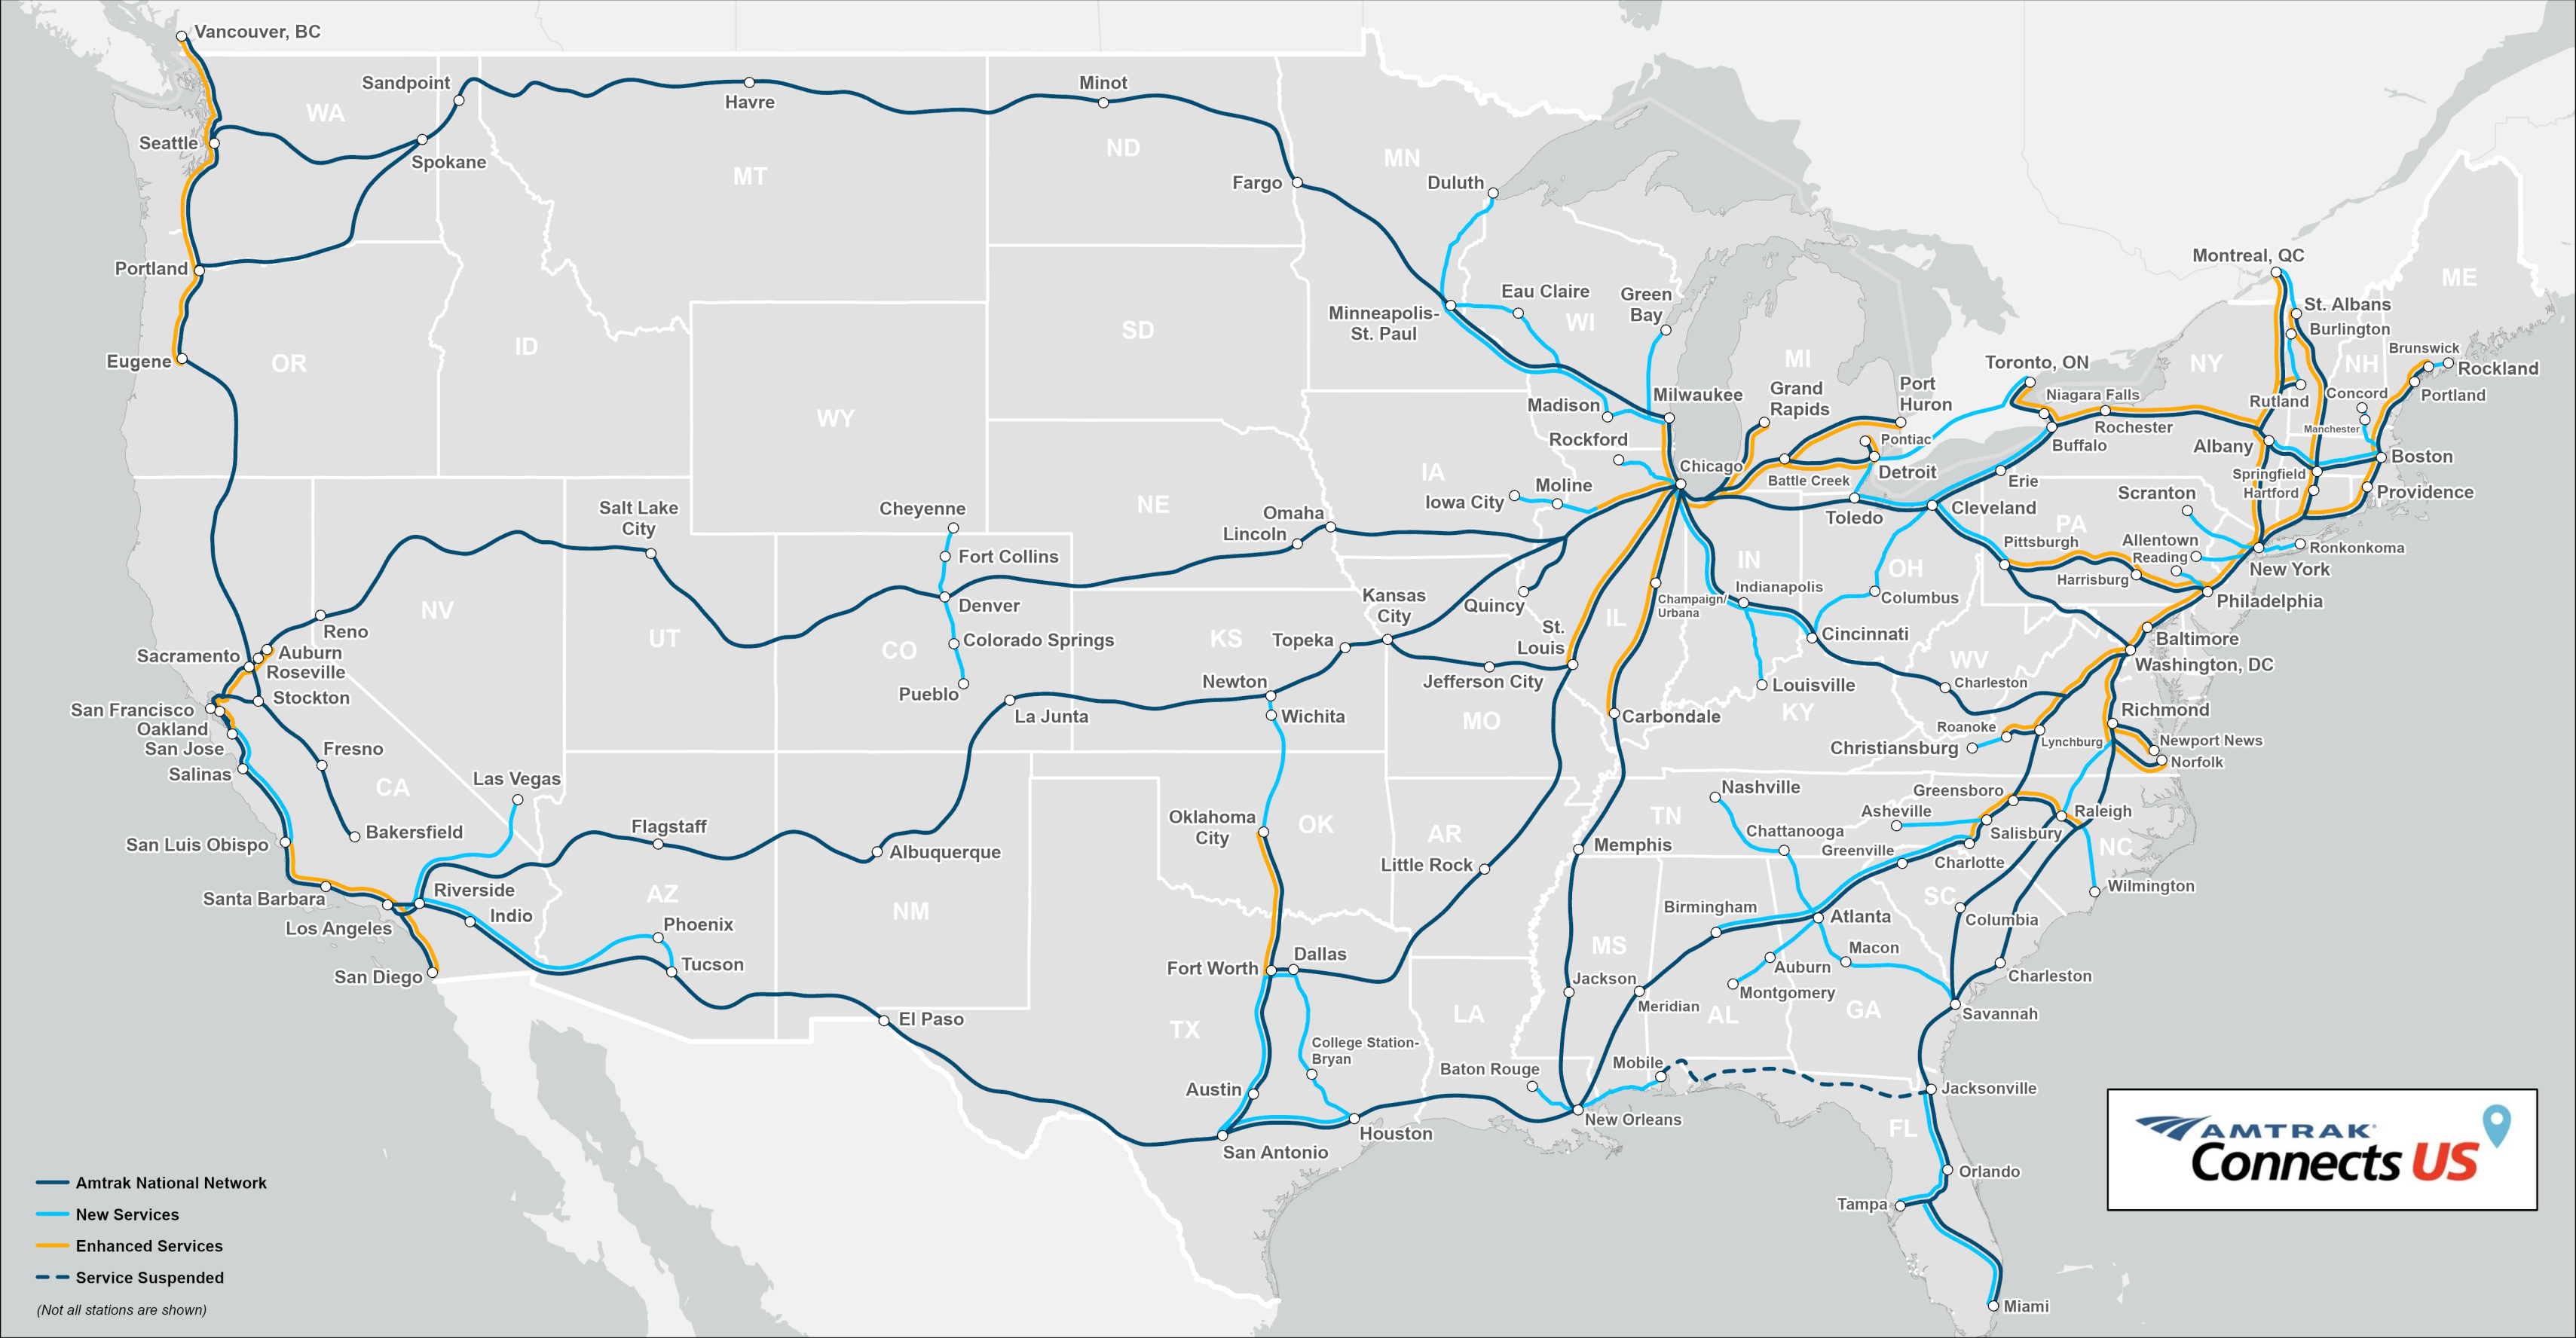 Vancouver, BC
Sandpoint
WA
Seattle
Spokane
Havre
Minot
MT
ND
MN
Fargo
Duluth
Portland
Eugene
OR
ID
SD
Minneapolis-
St. Paul
Eau Claire
WI
Green
Bay
Madison
Milwaukee
Rockford
WY
MI
Grand
Rapids
Port
Huron
Pontiac
Detroit
Battle Creek
Chicago
Toledo
Montreal, QC
St. Albans
Burlington
ME
NY
NH
Brunswick
Rockland
Portland
Toronto, ON
Niagara Falls
Rochester
Buffalo
Rutland
Concord
Manchester
Albany
Boston
Springfield
Hartford
Providence
Scranton
Erie
Cleveland
PA
Pittsburgh
Allentown
Reading
Ronkonkoma
New York
Harrisburg
Philadelphia
Baltimore
Washington, DC
IA
Iowa City
Moline
NE
Omaha
Lincoln
Salt Lake
City
Cheyenne
Fort Collins
Denver
Colorado Springs
Pueblo
CO
UT
NV
Reno
Auburn
Roseville
Sacramento
Stockton
San Francisco
Oakland
San Jose
Salinas
Fresno
CA
Las Vegas
San Luis Obispo
Bakersfield
Santa Barbara
Los Angeles
Riverside
Indio
San Diego
Flagstaff
AZ
Phoenix
Tucson
Albuquerque
NM
El Paso
La Junta
KS
Topeka
Newton
Wichita
Kansas
City
Quincy
St.
Louis
Jefferson City
MO
IL
Champaign/
Urbana
IN
Indianapolis
OH
Columbus
Cincinnati
Louisville
KY
Carbondale
WV
Charleston
Richmond
Roanoke
Christiansburg
Lynchburg
Newport News
Norfolk
Oklahoma
City
OK
AR
Little Rock
Memphis
TN
Nashville
Chattanooga
Asheville
Greensboro
Raleigh
Salisbury
Greenville
Charlotte
NC
Wilmington
SC
Columbia
Charleston
Birmingham
Atlanta
Macon
Auburn
Montgomery
Savannah
MS
Jackson
Meridian
AL
GA
Fort Worth
Dallas
TX
LA
College Station-
Bryan
Austin
San Antonio
Houston
Baton Rouge
New Orleans
Mobile
Jacksonville
FL
Orlando
Tampa
Miami
Amtrak National Network
New Services
Enhanced Services
Service Suspended
(Not all stations are shown)
AMTRAK
Connects US